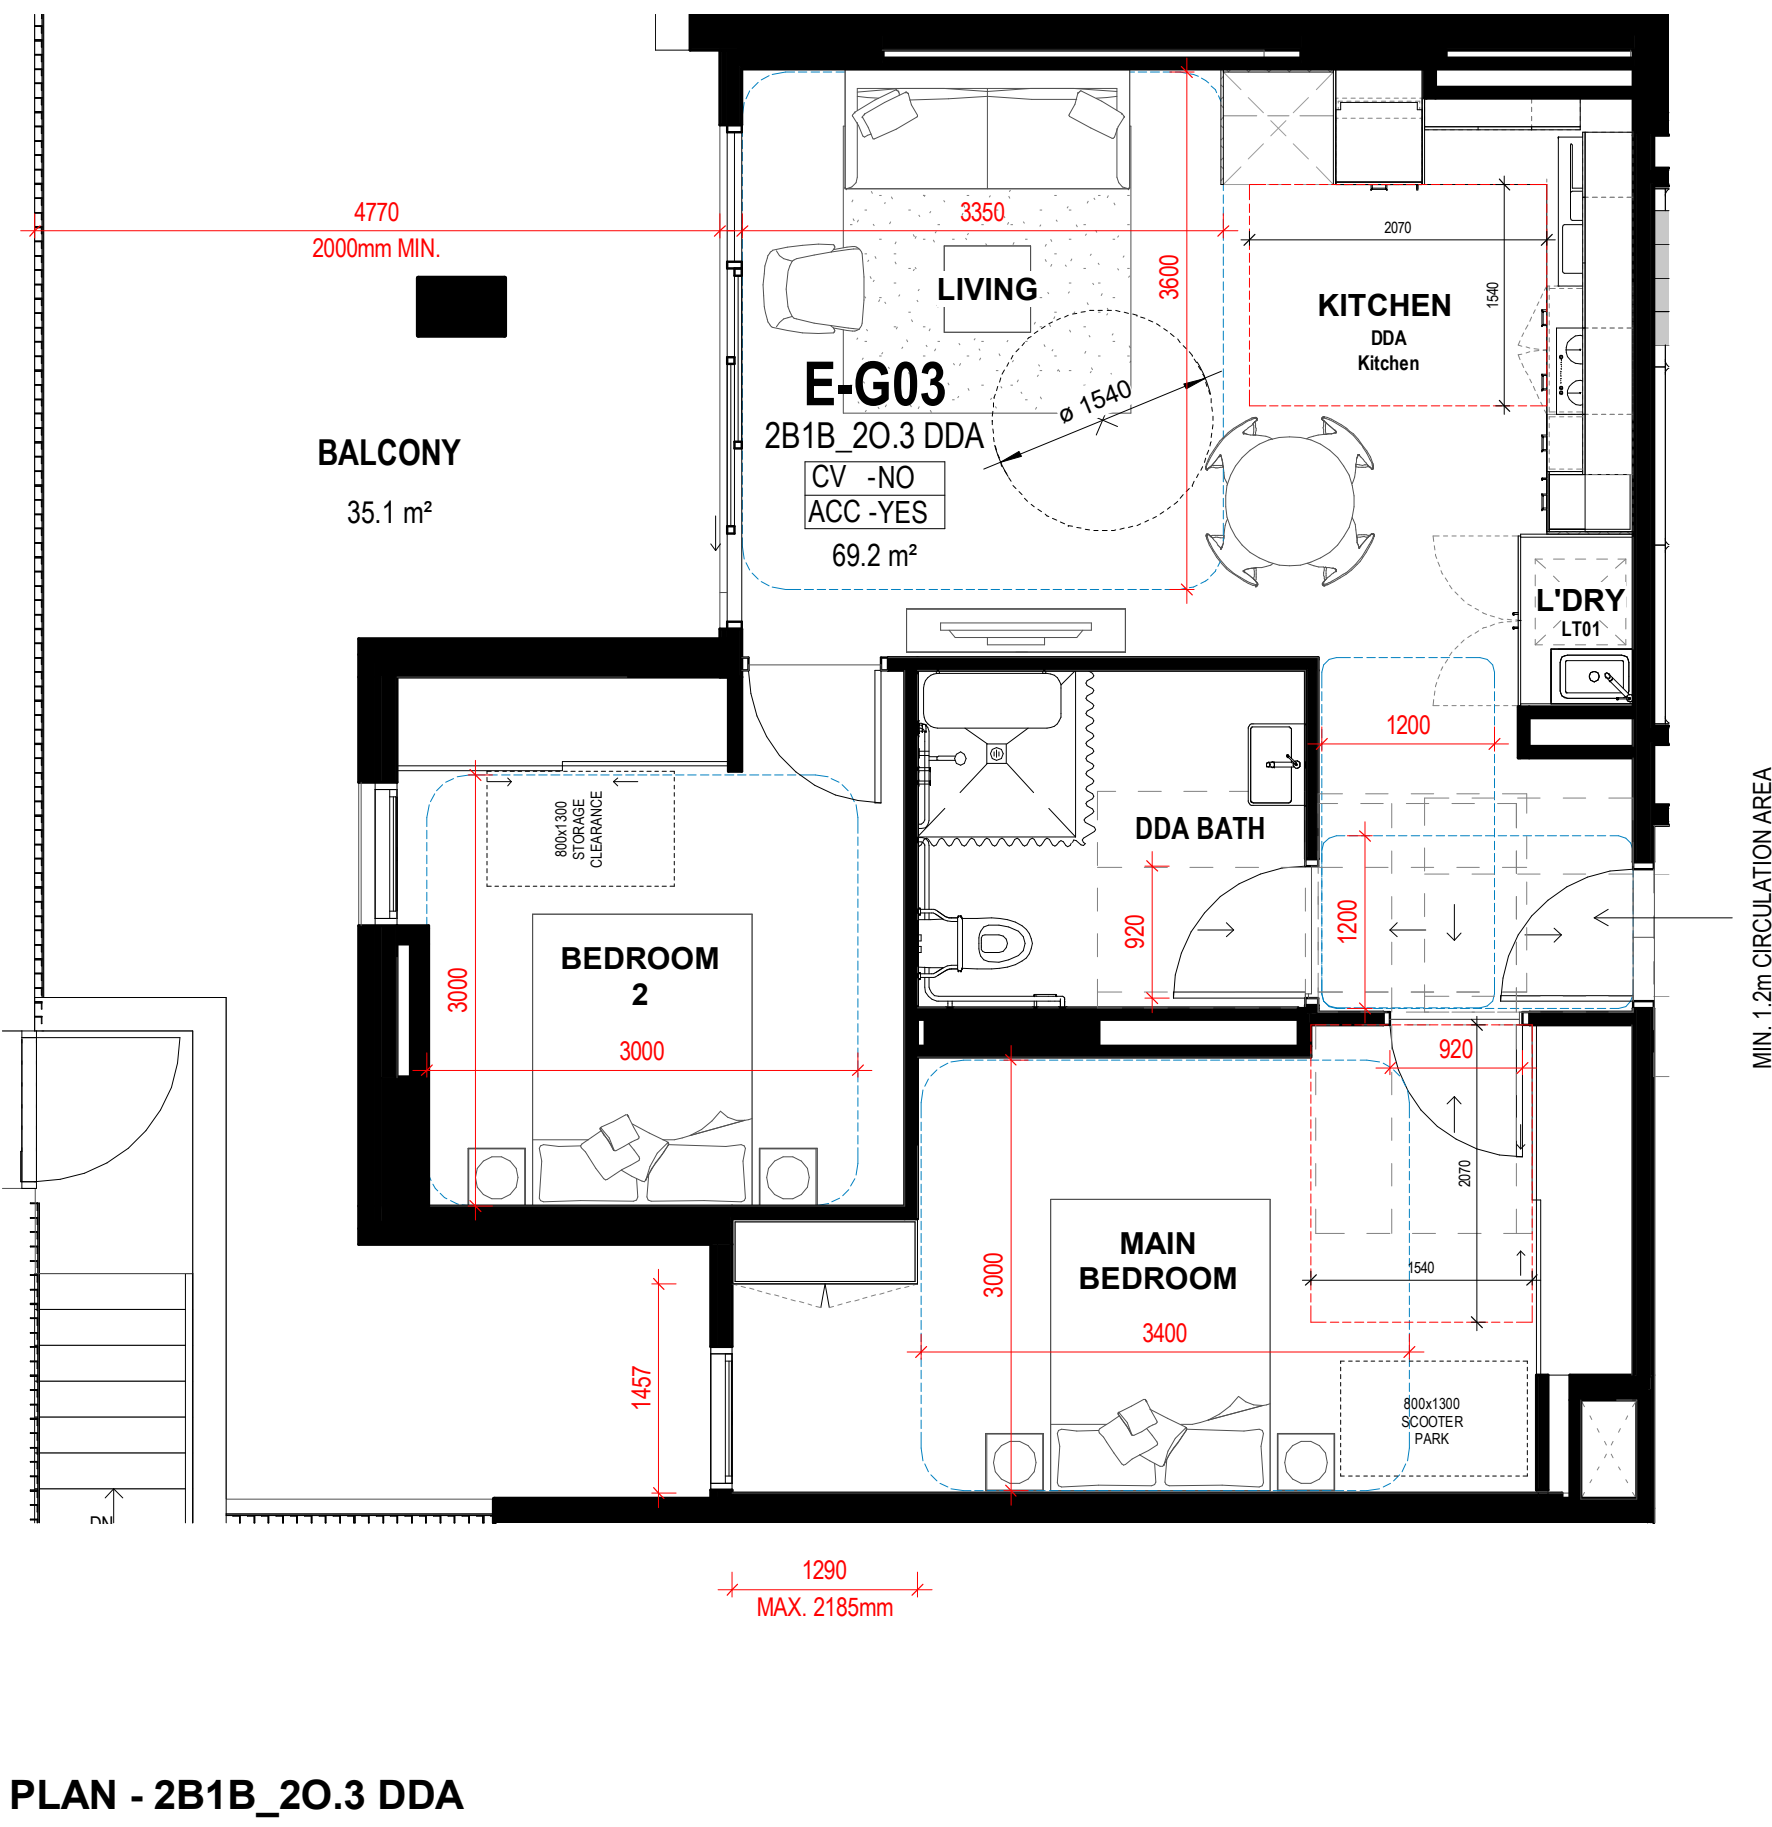 4770
2000mm MIN.
3350
3600
2070
1540
LIVING
KITCHEN
DDA
Kitchen
E-G03
2B1B_2O.3 DDA
CV -NO
ACC -YES
69.2 m²
ø 1540
BALCONY
35.1 m²
L'DRY
LT01
1200
800x1300
STORAGE
CLEARANCE
DDA BATH
920
1200
MIN. 1.2m CIRCULATION AREA
BEDROOM
2
3000
3000
920
2070
1540
MAIN
BEDROOM
3000
3400
1457
800x1300
SCOOTER
PARK
DN
1290
MAX. 2185mm
PLAN - 2B1B_2O.3 DDA